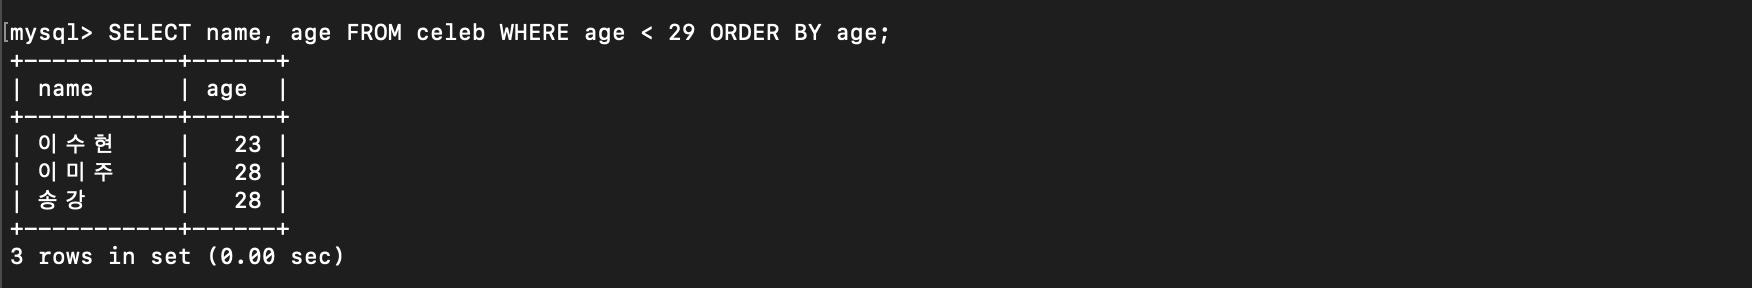 [mysql> SELECT name, age FROM celeb WHERE age < 29 ORDER BY age;
+-----------+------+
| name      | age  |
+-----------+------+
| 이수현    |   23 |
| 이미주    |   28 |
| 송강      |   28 |
+-----------+------+
3 rows in set (0.00 sec)